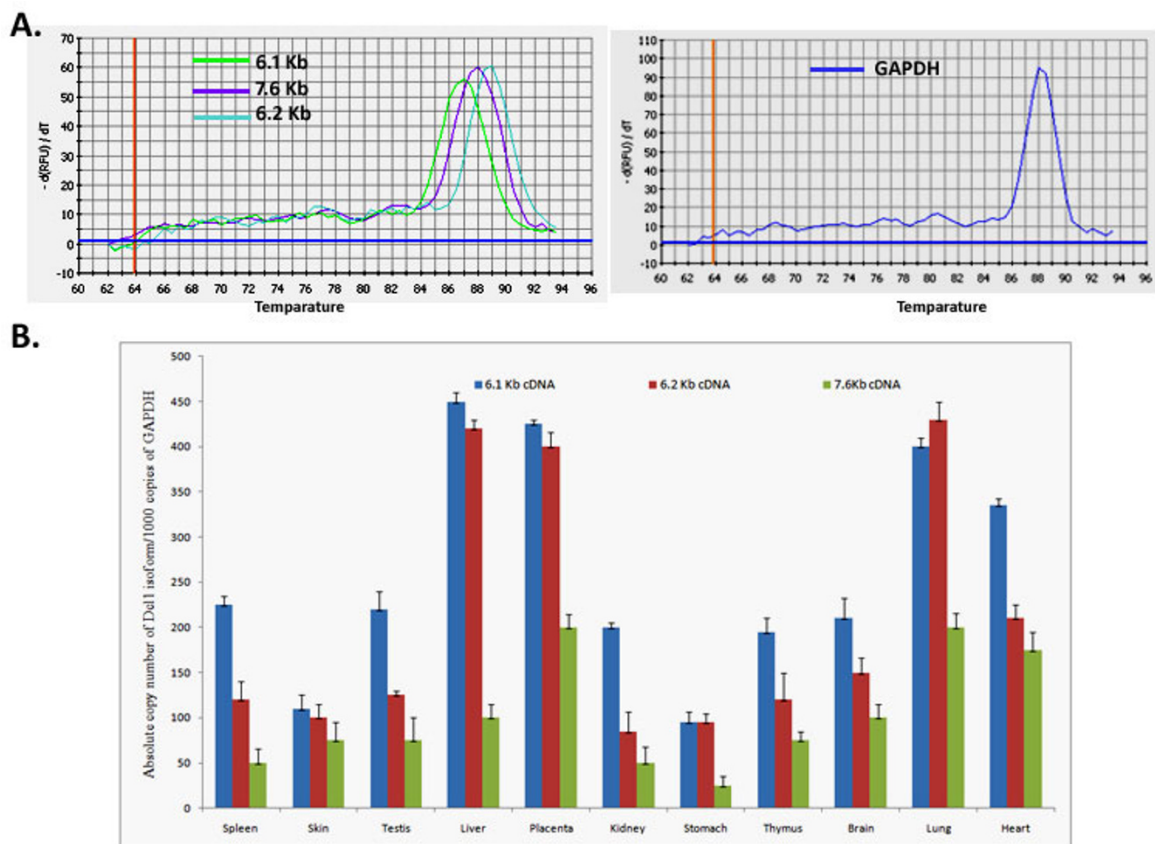 A.
70
60
50
40
30
20
10
0
-10
- d(RFU) / dT
6.1 Kb
7.6 Kb
6.2 Kb
60 62 64 66 68 70 72 74 76 78 80 82 84 86 88 90 92 94 96
Temparature
110
100
90
80
70
60
50
40
30
20
10
0
-10
- d(RFU) / dT
GAPDH
60 62 64 66 68 70 72 74 76 78 80 82 84 86 88 90 92 94 96
Temparature
B.
Absolute copy number of Dcl1 isoform/1000 copies of GAPDH
500
450
400
350
300
250
200
150
100
50
0
6.1 Kb cDNA 6.2 Kb cDNA 7.6Kb cDNA
Spleen Skin Testis Liver Placenta Kidney Stomach Thymus Brain Lung Heart